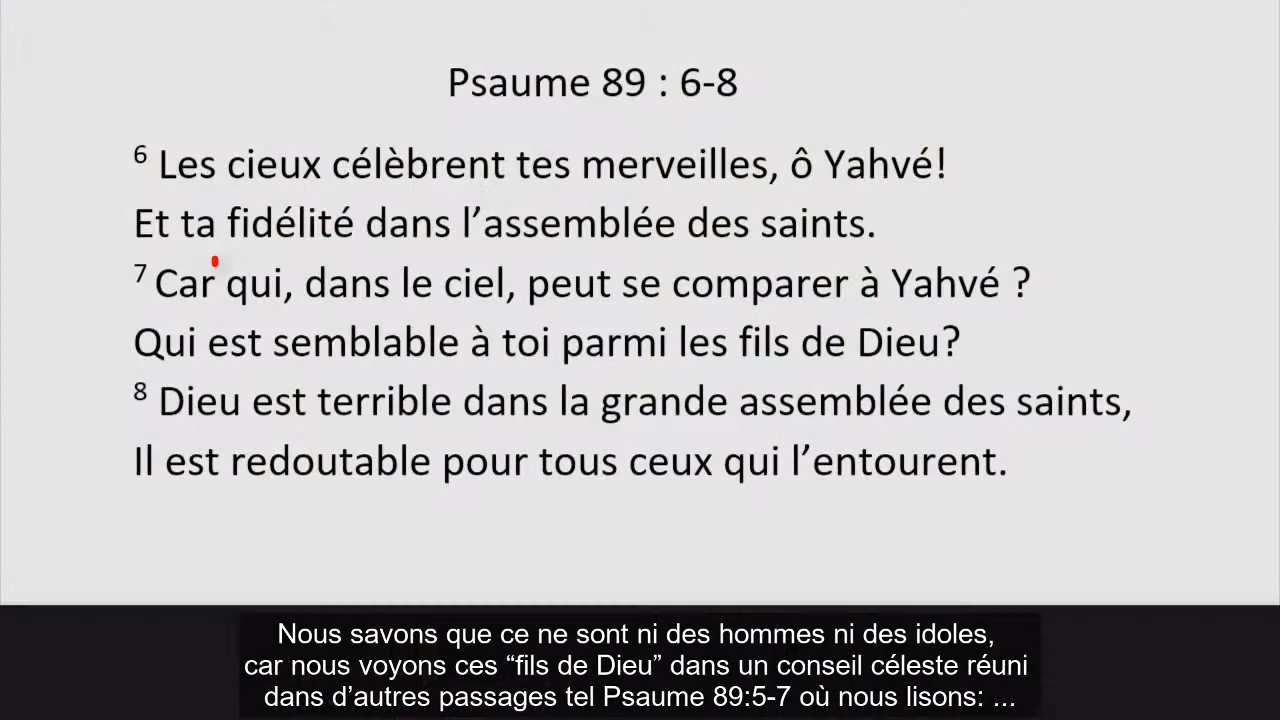 Psaume 89 : 6-8
6 Les cieux célèbrent tes merveilles, ô Yahvé!
Et ta fidélité dans l’assemblée des saints.
7 Car qui, dans le ciel, peut se comparer à Yahvé ?
Qui est semblable à toi parmi les fils de Dieu?
8 Dieu est terrible dans la grande assemblée des saints,
Il est redoutable pour tous ceux qui l’entourent.
Nous savons que ce ne sont ni des hommes ni des idoles,
car nous voyons ces “fils de Dieu” dans un conseil céleste réuni
dans d’autres passages tel Psaume 89:5-7 où nous lisons: ...